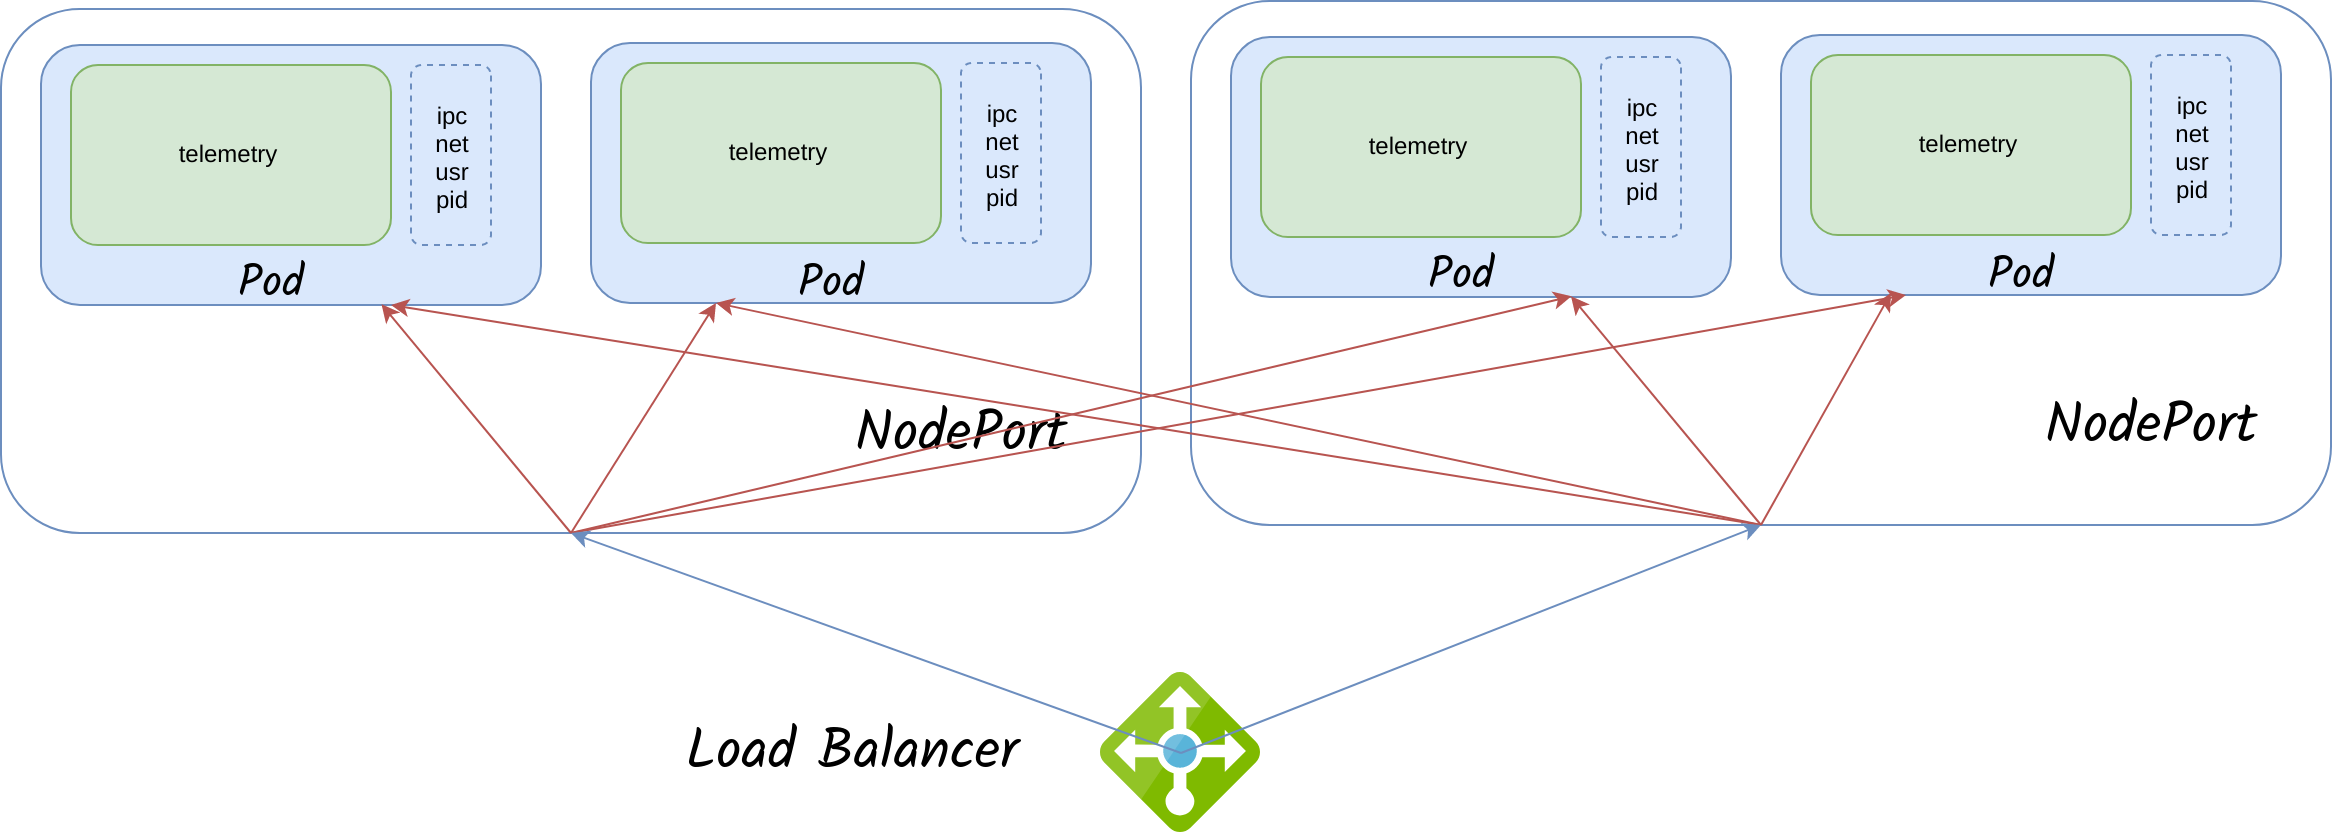 telemetry
ipc
net
usr
pid
Pod
telemetry
ipc
net
usr
pid
Pod
NodePort
telemetry
ipc
net
usr
pid
Pod
telemetry
ipc
net
usr
pid
Pod
NodePort
Load Balancer